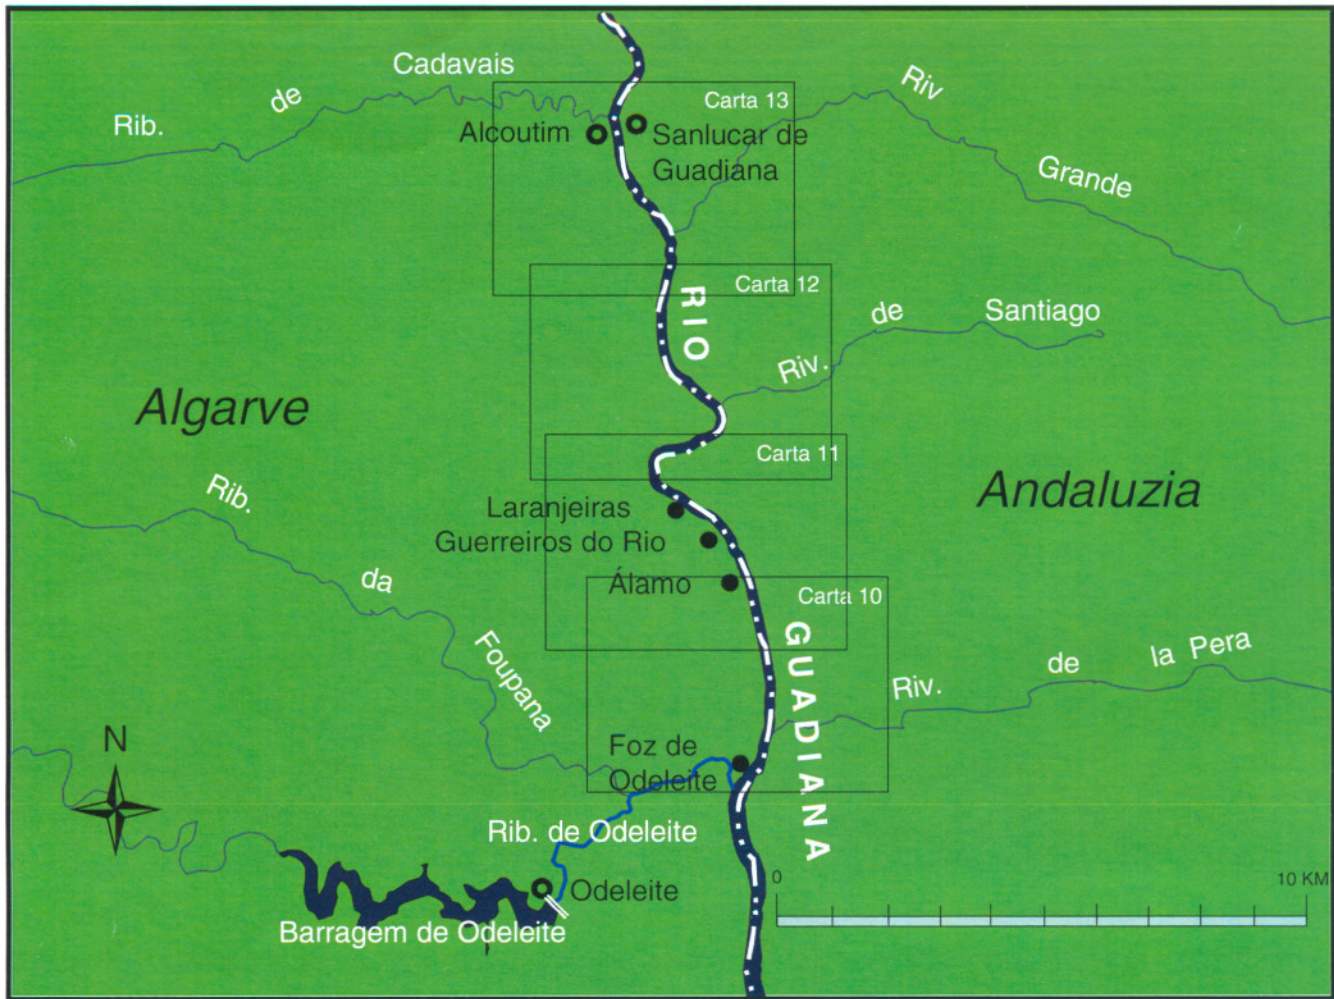 Cadavais
de
Rib.
Carta 13
Riv
Alcoutim
Sanlucar de
Guadiana
Grande
Carta 12
RIO
de
Santiago
Riv.
Algarve
Carta 11
Andaluzia
Rib.
Laranjeiras
Guerreiros do Rio
da
Álamo
Carta 10
GUADIANA
Foupana
Riv.
de
la Pera
N
Foz de
Odeleite
Rib. de Odeleite
0
10 KM
Odeleite
Barragem de Odeleite